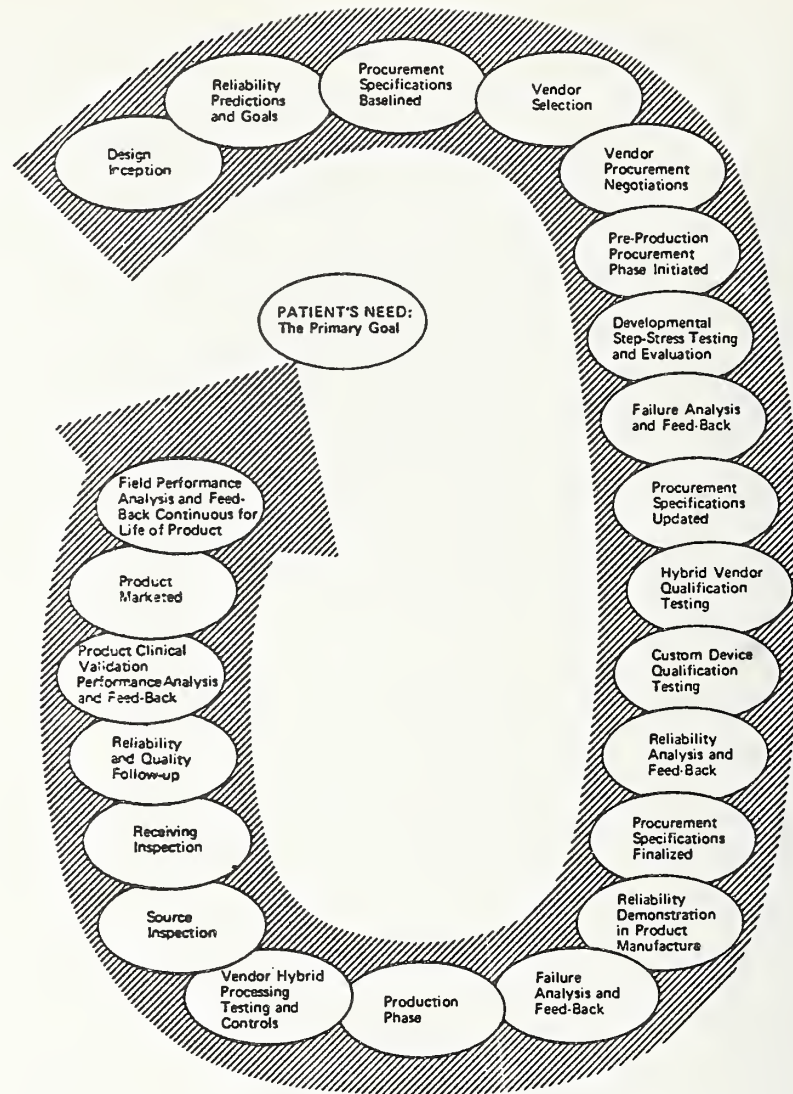 Design
Inception
Reliability
Predictions
and Goals
Procurement
Specifications
Baselined
Vendor
Selection
Vendor
Procurement
Negotiations
Pre-Production
Procurement
Phase Initiated
Developmental
Step-Stress Testing
and Evaluation
Failure Analysis
and Feed-Back
Procurement
Specifications
Updated
Hybrid Vendor
Qualification
Testing
Custom Device
Qualification
Testing
Reliability
Analysis and
Feed-Back
Procurement
Specifications
Finalized
Reliability
Demonstration
in Product
Manufacture
Failure
Analysis and
Feed-Back
Production
Phase
Vendor Hybrid
Processing
Testing and
Controls
Source
Inspection
Receiving
Inspection
Reliability
and Quality
Follow-up
Product Clinical
Validation
Performance Analysis
and Feed-Back
Product
Marketed
Field Performance
Analysis and Feed-
Back Continuous for
Life of Product
PATIENT'S NEED:
The Primary Goal